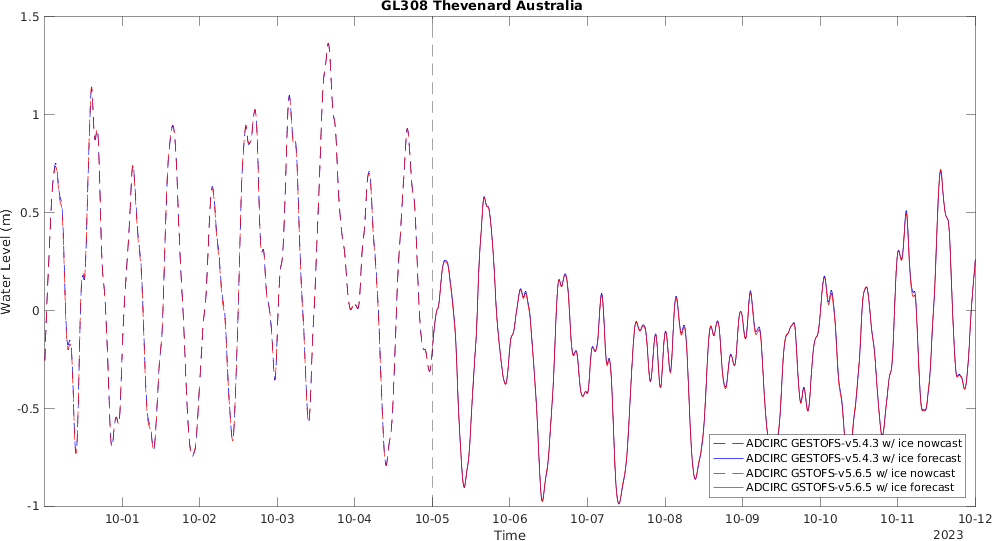 GL308 Thevenard Australia
1.5
1
0.5
0
-0.5
-1
Water Level (m)
10-01 10-02 10-03 10-04 10-05 10-06 10-07 10-08 10-09 10-10 10-11 10-12
Time
2023
ADCIRC GESTOFS-v5.4.3 w/ ice nowcast
ADCIRC GESTOFS-v5.4.3 w/ ice forecast
ADCIRC GSTOFS-v5.6.5 w/ ice nowcast
ADCIRC GSTOFS-v5.6.5 w/ ice forecast